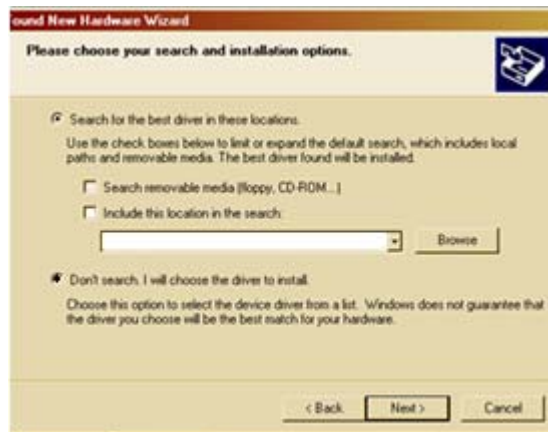 ound New Hardware Wizard
Please choose your search and installation options.
Search for the best driver in these locations.
Use the check boxes below to limit or expand the default search, which includes local
paths and removable media. The best driver found will be installed.
Search removable media (floppy, CD-ROM...)
Include this location in the search:
Browse
Don't search. I will choose the driver to install.
Choose this option to select the device driver from a list. Windows does not guarantee that
the driver you choose will be the best match for your hardware.
< Back Next > Cancel